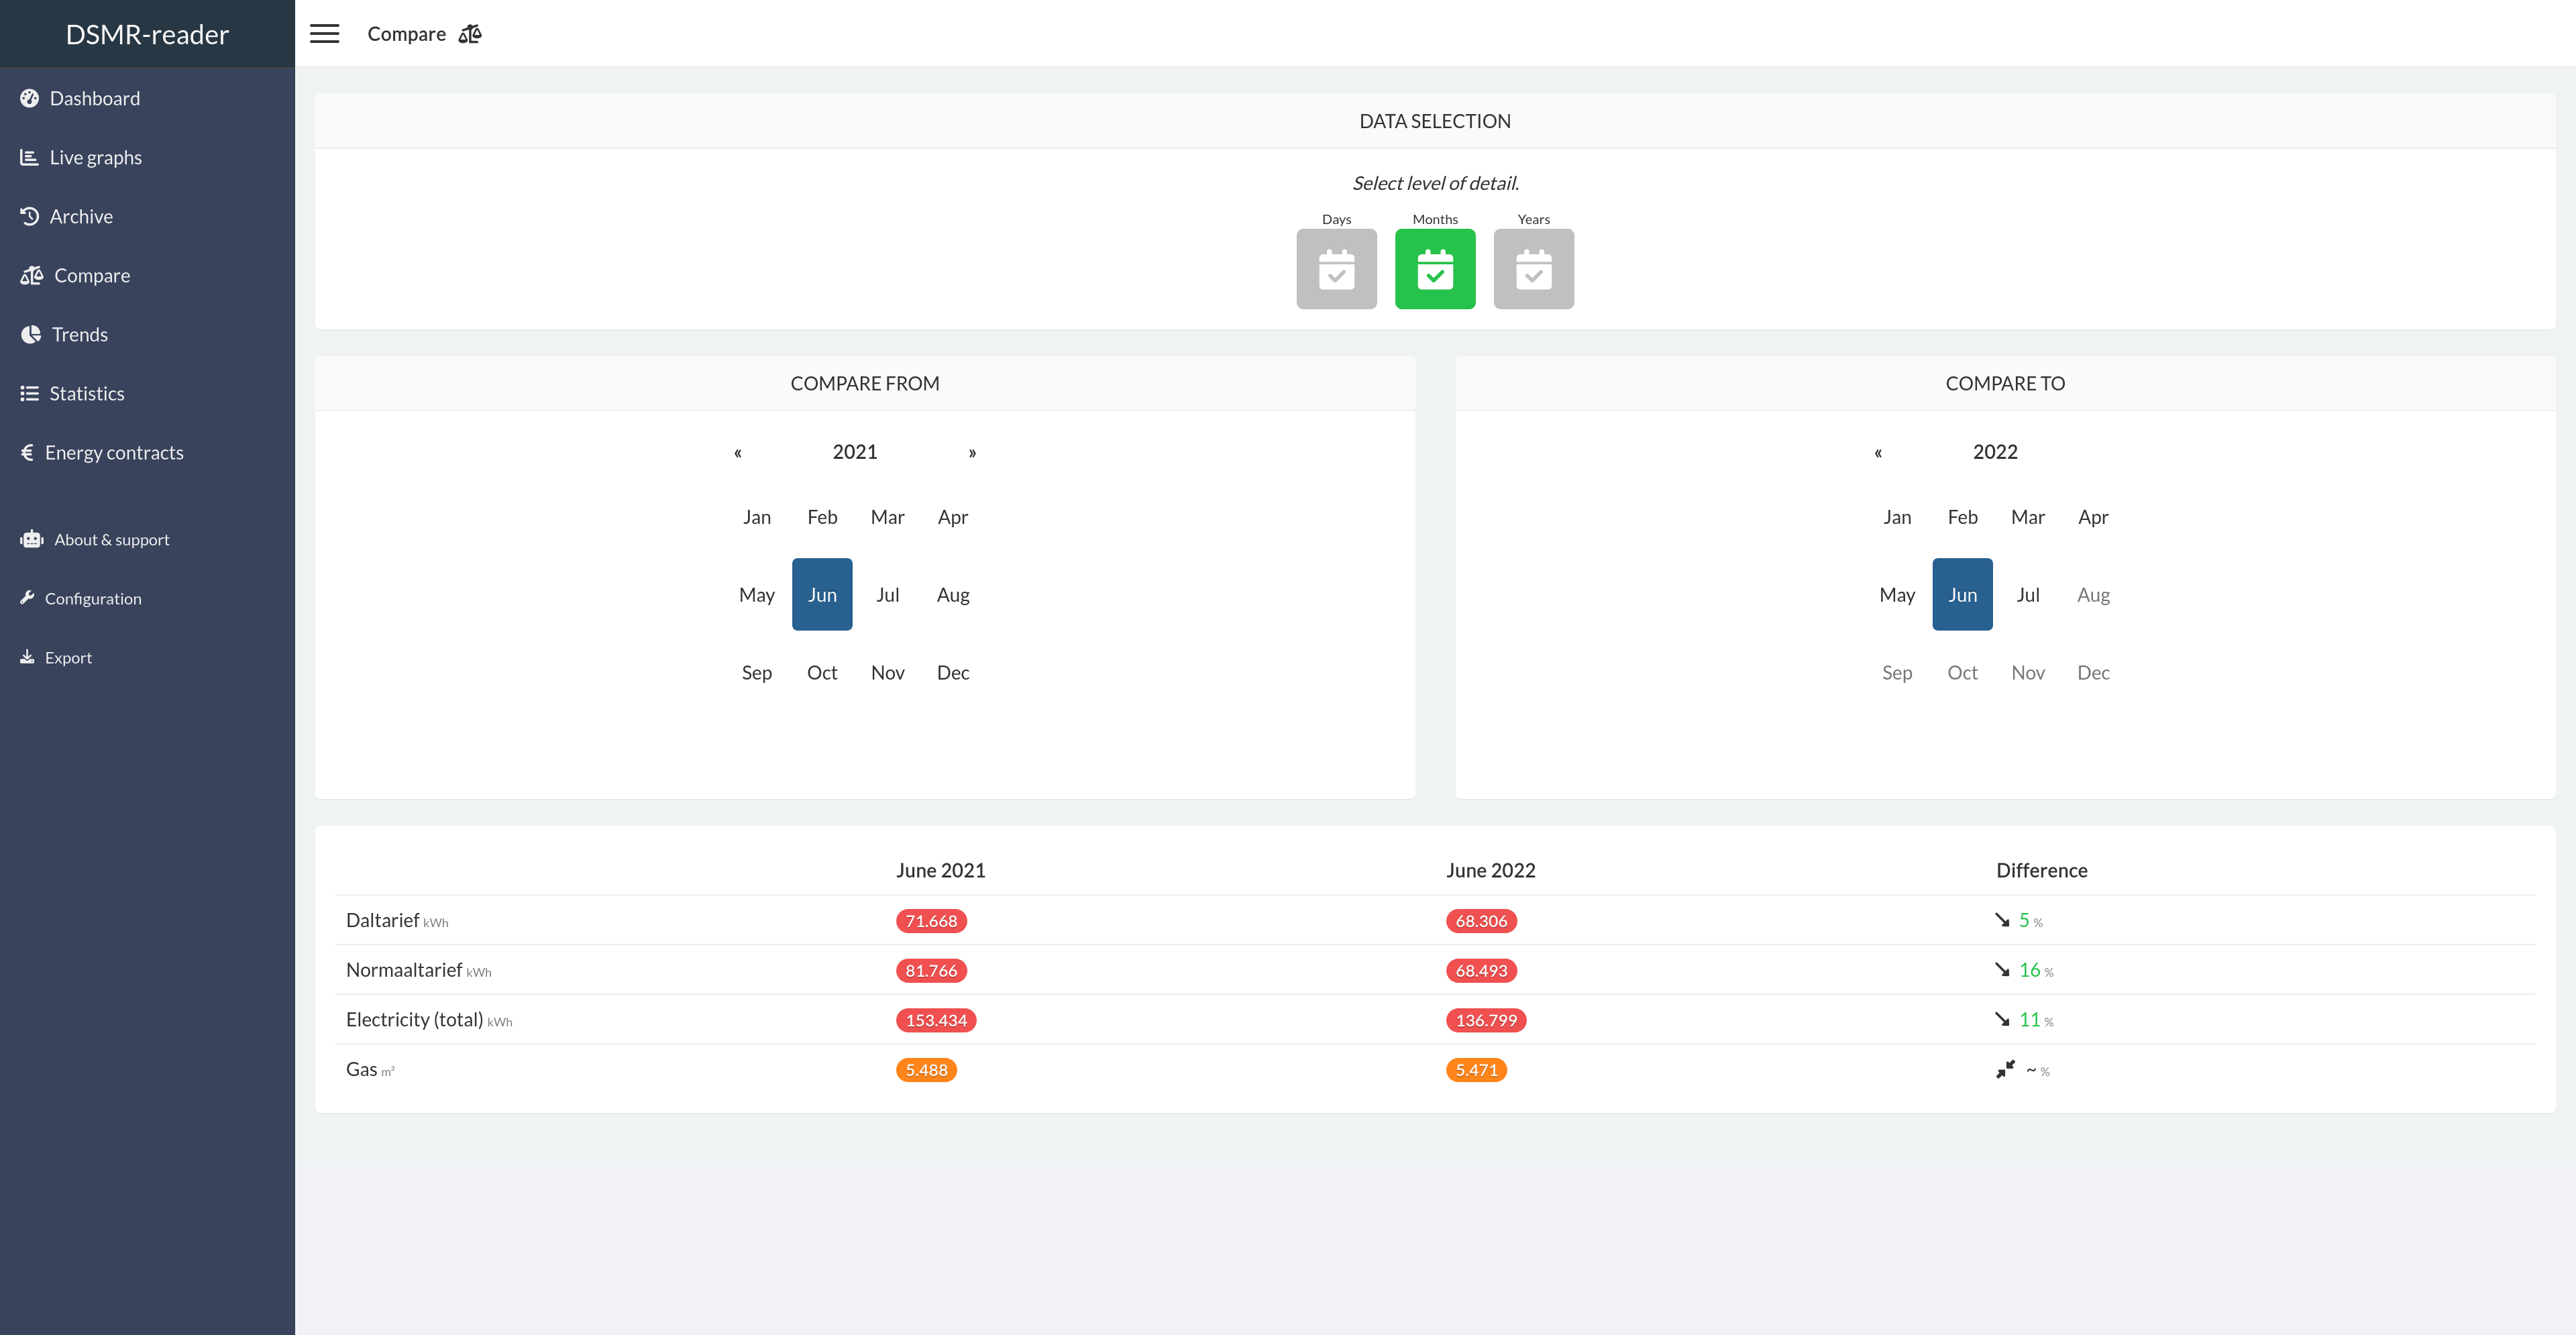 DSMR-reader
Compare
Dashboard
Live graphs
Archive
Compare
Trends
Statistics
Energy contracts
About & support
Configuration
Export
DATA SELECTION
Select level of detail.
Days Months Years
COMPARE FROM
« 2021 »
Jan Feb Mar Apr
May Jun Jul Aug
Sep Oct Nov Dec
COMPARE TO
« 2022
Jan Feb Mar Apr
May Jun Jul Aug
Sep Oct Nov Dec
June 2021 June 2022 Difference
Daltarief kWh 71.668 68.306 5 %
Normaaltarief kWh 81.766 68.493 16 %
Electricity (total) kWh 153.434 136.799 11 %
Gas m³ 5.488 5.471 ~ %